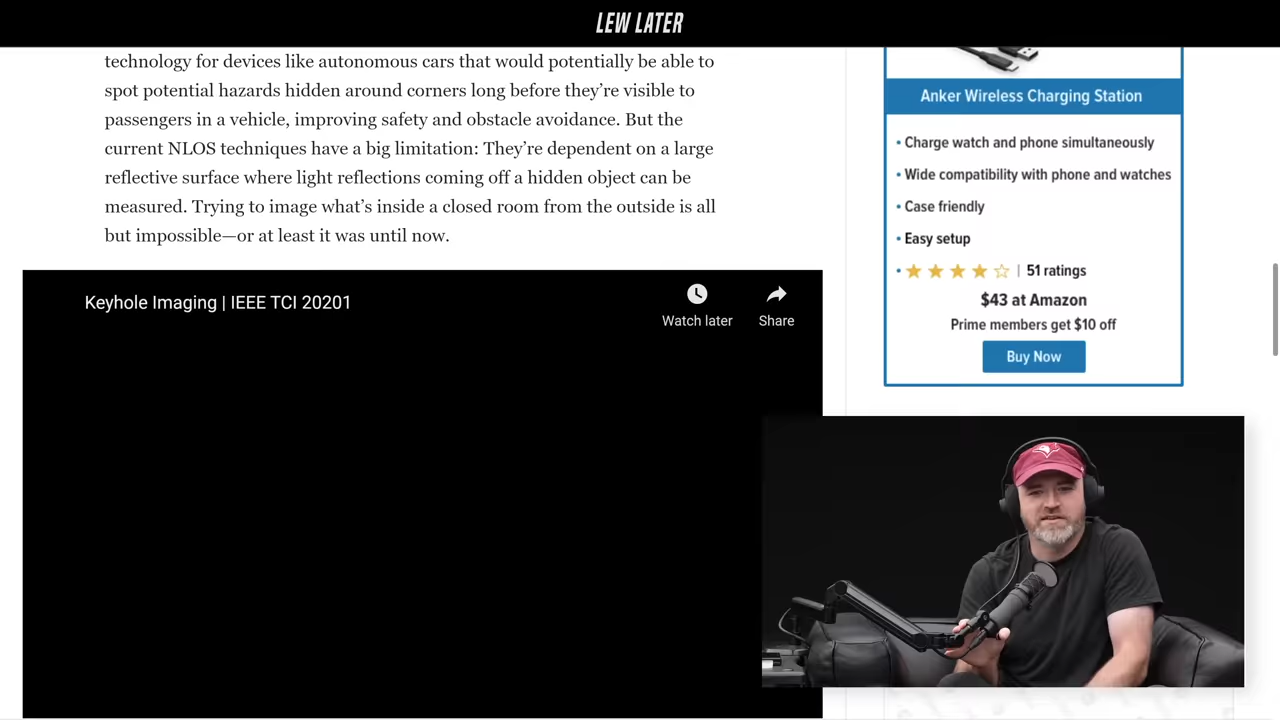 LEW LATER
technology for devices like autonomous cars that would potentially be able to
spot potential hazards hidden around corners long before they’re visible to
passengers in a vehicle, improving safety and obstacle avoidance. But the
current NLOS techniques have a big limitation: They’re dependent on a large
reflective surface where light reflections coming off a hidden object can be
measured. Trying to image what’s inside a closed room from the outside is all
but impossible—or at least it was until now.
Keyhole Imaging | IEEE TCI 20201
Watch later
Share
Anker Wireless Charging Station
• Charge watch and phone simultaneously
• Wide compatibility with phone and watches
• Case friendly
• Easy setup
• ★★★★☆ | 51 ratings
$43 at Amazon
Prime members get $10 off
Buy Now